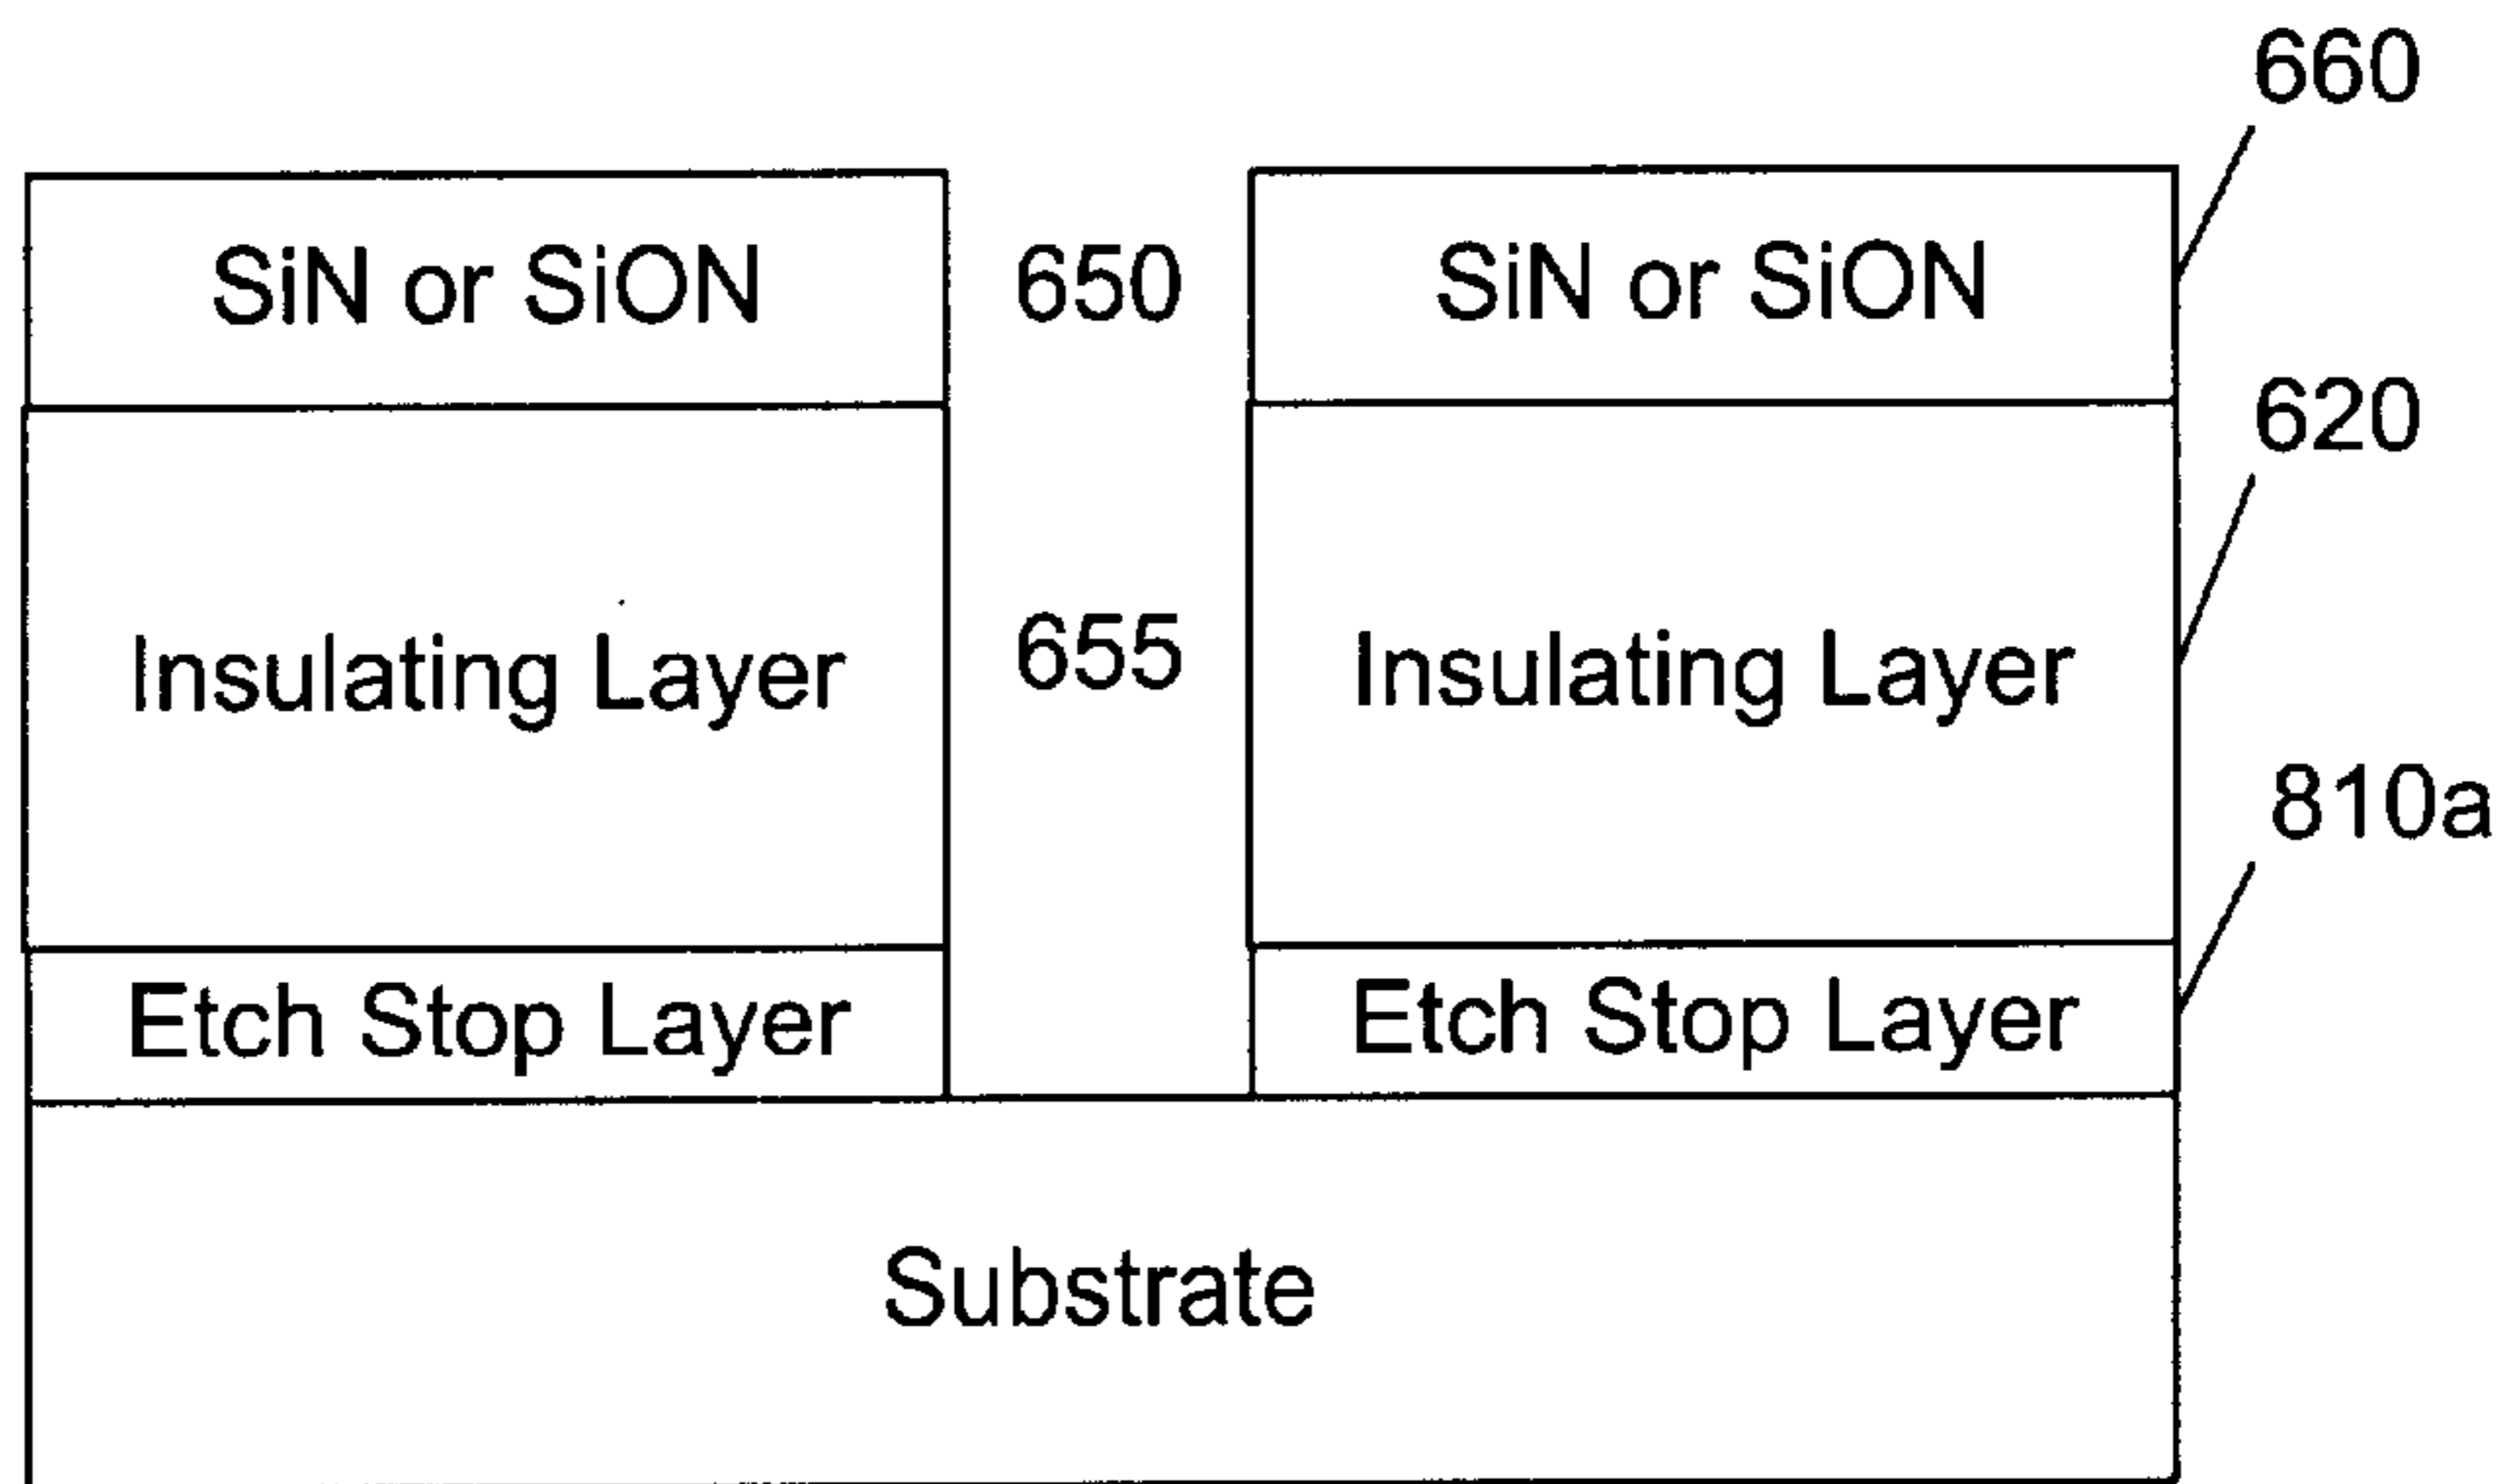 660
SiN or SiON 650 SiN or SiON
620
Insulating Layer 655 Insulating Layer
810a
Etch Stop Layer Etch Stop Layer
Substrate